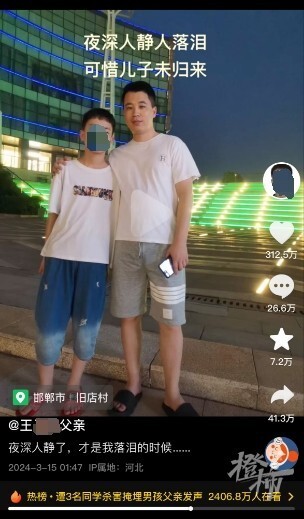 夜深人静人落泪
可惜儿子未归来
312.5万
26.6万
7.2万
41.3万
邯郸市·旧店村
@王 父亲
夜深人静了，才是我落泪的时候......
2024-3-15 01:47 IP属地：河北
橙柿
热榜·遭3名同学杀害掩埋男孩父亲发声 2406.8万人在看